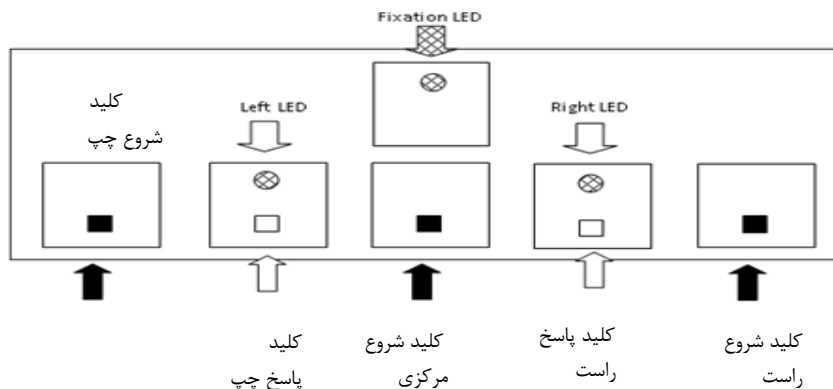 Fixation LED
کلید
شروع چپ
Left LED
Right LED
کلید
پاسخ چپ
کلید شروع
مرکزی
کلید پاسخ
راست
کلید شروع
راست